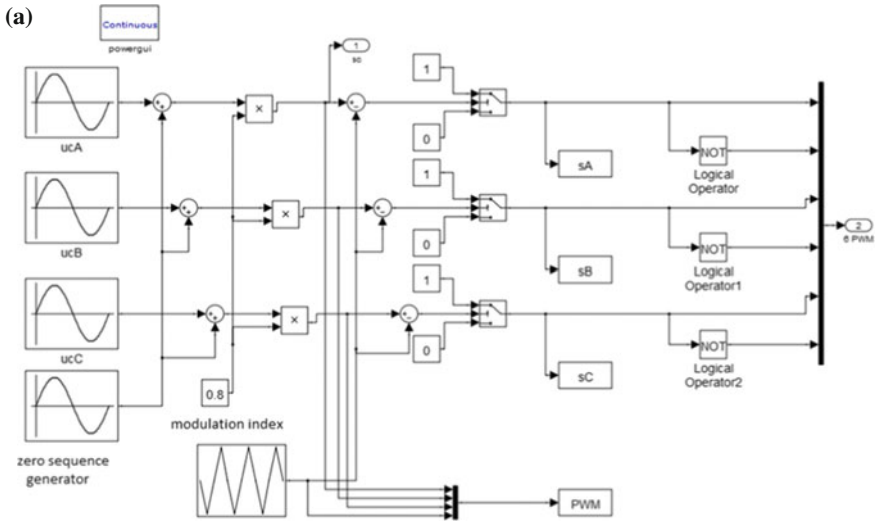 (a)
Continuous
powergui
1
sc
1
ucA
0
sA
NOT
Logical
Operator
1
ucB
0
sB
NOT
Logical
Operator1
2
6 PWM
1
ucC
0
sC
NOT
Logical
Operator2
0.8
modulation index
zero sequence
generator
PWM